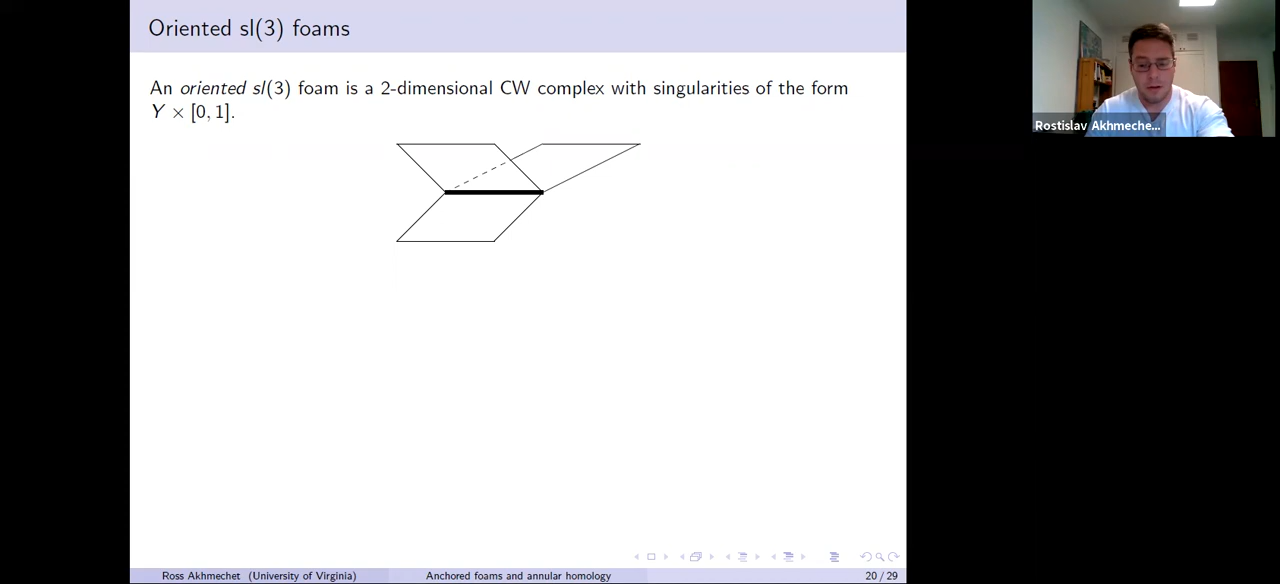 Oriented sl(3) foams
An oriented sl(3) foam is a 2-dimensional CW complex with singularities of the form
Y × [0, 1].
Rostislav Akhmeche...
Ross Akhmechet (University of Virginia)
Anchored foams and annular homology
20 / 29